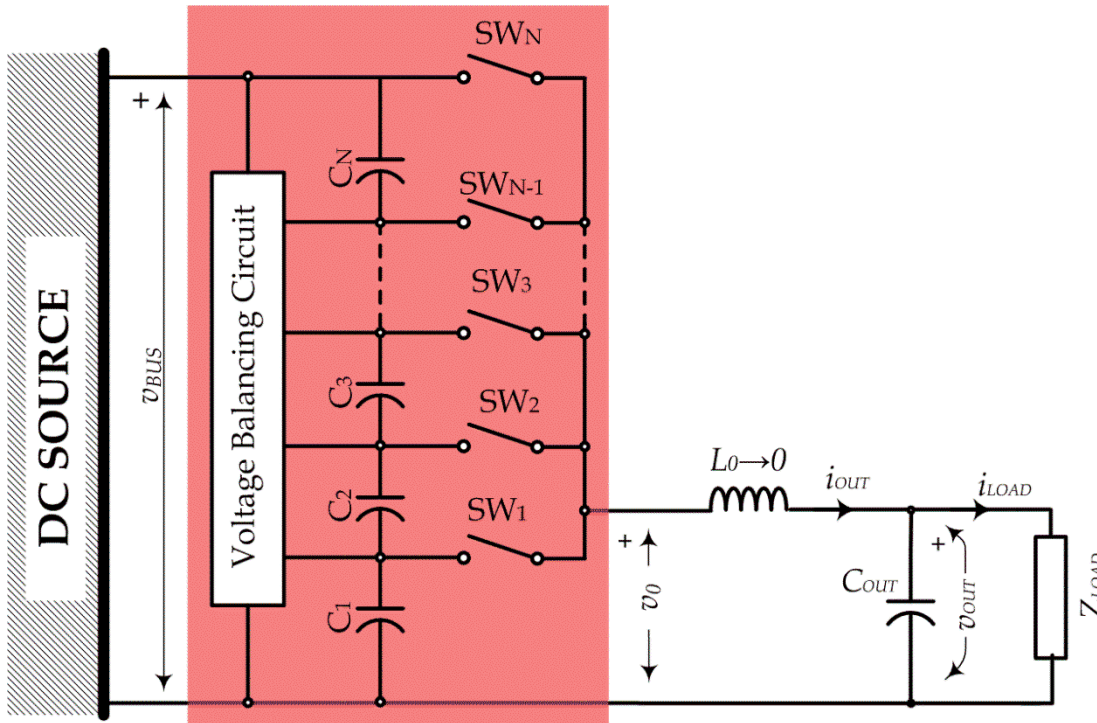 DC SOURCE
+
vBUS
Voltage Balancing Circuit
CN
C3
C2
C1
SWN
SWN-1
SW3
SW2
SW1
+
v0
L0→0
iOUT
iLOAD
COUT
+
vOUT
ZLOAD